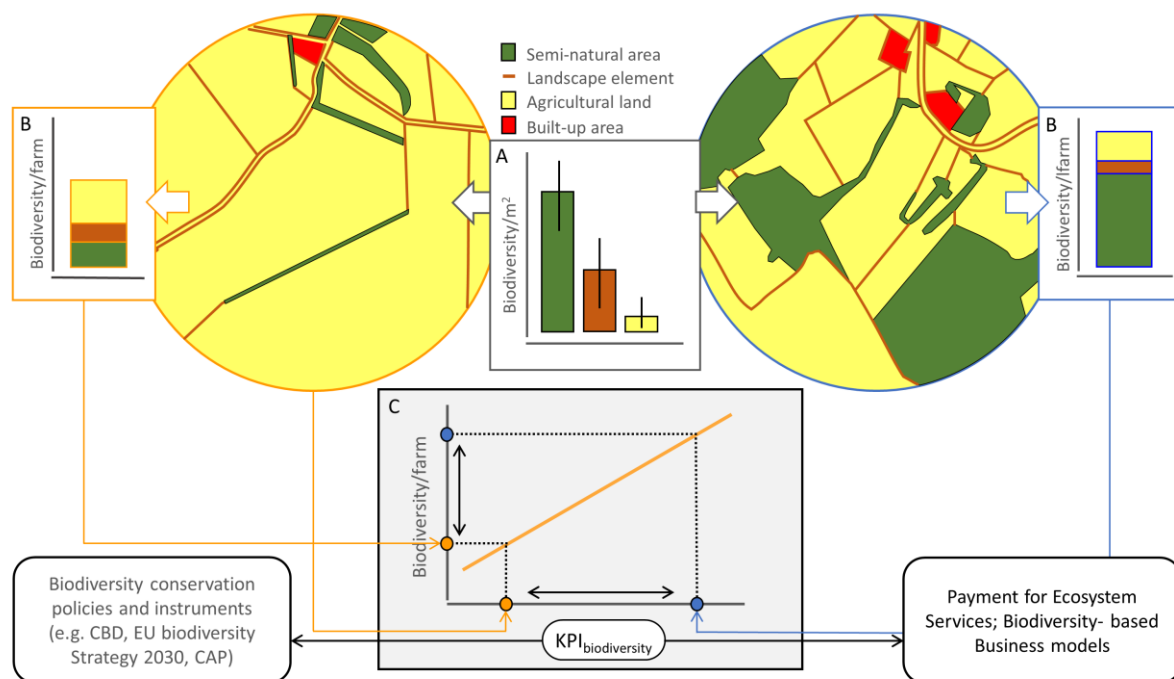 Semi-natural area
Landscape element
Agricultural land
Built-up area
B
Biodiversity/farm
A
Biodiversity/m²
B
Biodiversity/lfarm
C
Biodiversity/farm
KPIbiodiversity
Biodiversity conservation
policies and instruments
(e.g. CBD, EU biodiversity
Strategy 2030, CAP)
Payment for Ecosystem
Services; Biodiversity- based
Business models